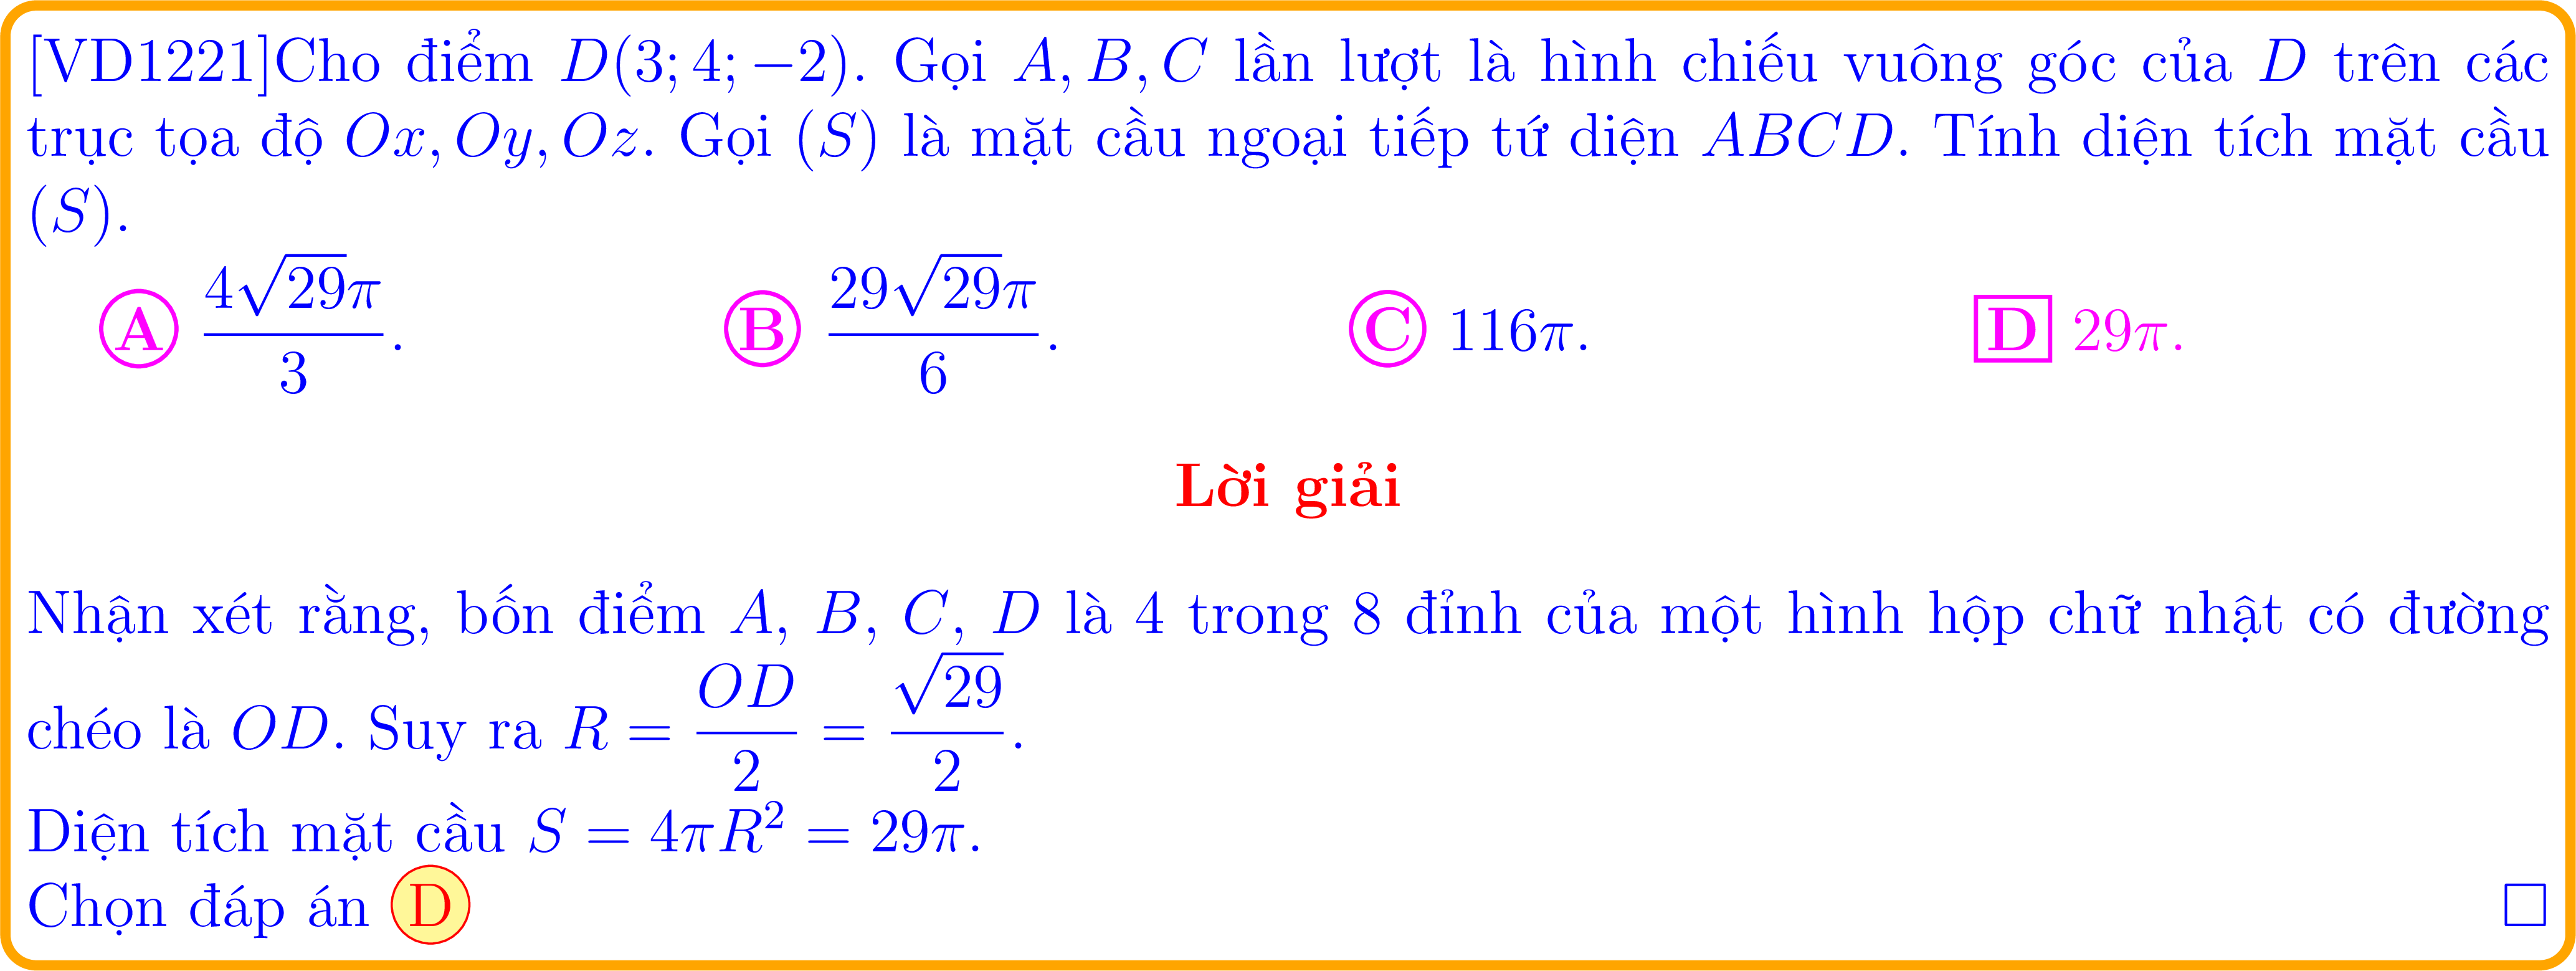 [VD1221]Cho điểm $D(3; 4; -2)$. Gọi $A, B, C$ lần lượt là hình chiếu vuông góc của $D$ trên các
trục tọa độ $Ox, Oy, Oz$. Gọi $(S)$ là mặt cầu ngoại tiếp tứ diện $ABCD$. Tính diện tích mặt cầu
$(S)$.
A $\dfrac{4\sqrt{29}\pi}{3}$. B $\dfrac{29\sqrt{29}\pi}{6}$. C $116\pi$. D $29\pi$.
Lời giải
Nhận xét rằng, bốn điểm $A$, $B$, $C$, $D$ là 4 trong 8 đỉnh của một hình hộp chữ nhật có đường
chéo là $OD$. Suy ra $R = \dfrac{OD}{2} = \dfrac{\sqrt{29}}{2}$.
Diện tích mặt cầu $S = 4\pi R^2 = 29\pi$.
Chọn đáp án D □